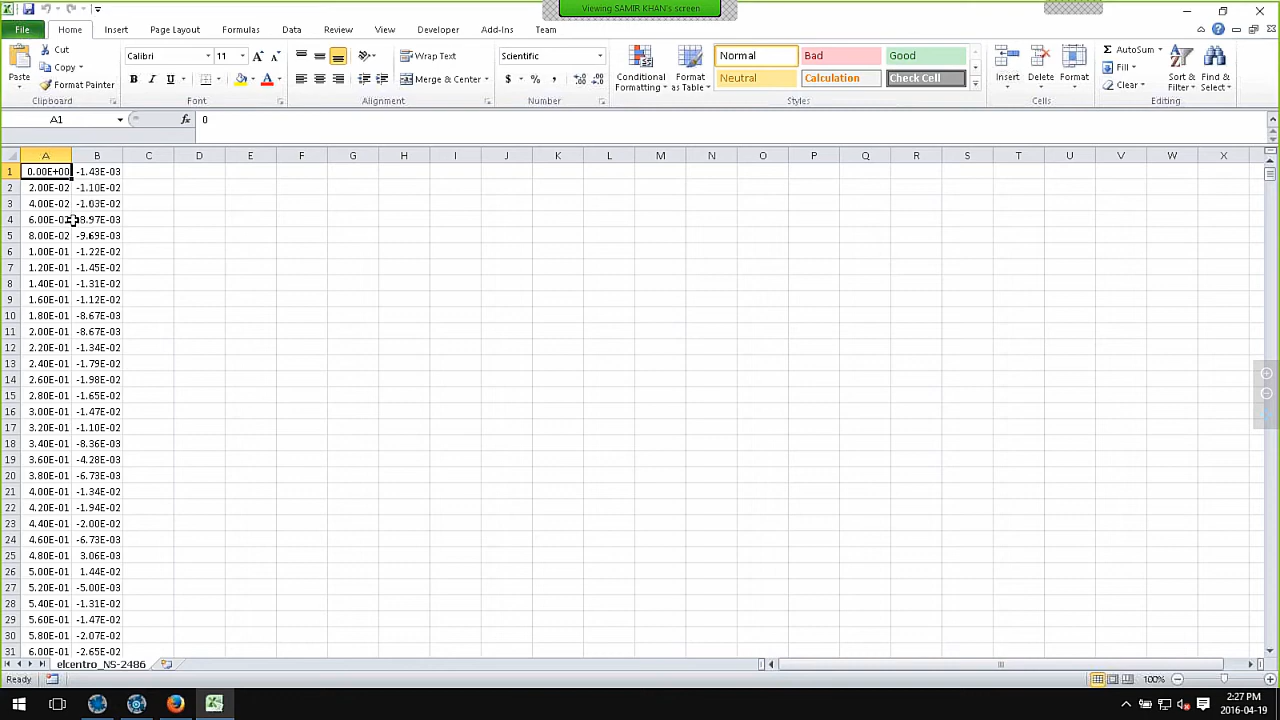 Viewing SAMIR KHAN's screen
File Home Insert Page Layout Formulas Data Review View Developer Add-Ins Team
Paste
Cut
Copy
Format Painter
Clipboard
Calibri 11
B I U
Font
Wrap Text
Merge & Center
Alignment
Scientific
$ % ,
Number
Conditional Formatting
Format as Table
Normal Bad Good
Neutral Calculation Check Cell
Styles
Insert Delete Format
Cells
AutoSum
Fill
Clear
Sort & Filter
Find & Select
Editing
A1 fx 0
A B C D E F G H I J K L M N O P Q R S T U V W X
1 0.00E+00 -1.43E-03
2 2.00E-02 -1.10E-02
3 4.00E-02 -1.03E-02
4 6.00E-02 -8.97E-03
5 8.00E-02 -9.69E-03
6 1.00E-01 -1.22E-02
7 1.20E-01 -1.45E-02
8 1.40E-01 -1.31E-02
9 1.60E-01 -1.12E-02
10 1.80E-01 -8.67E-03
11 2.00E-01 -8.67E-03
12 2.20E-01 -1.34E-02
13 2.40E-01 -1.79E-02
14 2.60E-01 -1.98E-02
15 2.80E-01 -1.65E-02
16 3.00E-01 -1.47E-02
17 3.20E-01 -1.10E-02
18 3.40E-01 -8.36E-03
19 3.60E-01 -4.28E-03
20 3.80E-01 -6.73E-03
21 4.00E-01 -1.34E-02
22 4.20E-01 -1.94E-02
23 4.40E-01 -2.00E-02
24 4.60E-01 -6.73E-03
25 4.80E-01 3.06E-03
26 5.00E-01 1.44E-02
27 5.20E-01 -5.00E-03
28 5.40E-01 -1.31E-02
29 5.60E-01 -1.47E-02
30 5.80E-01 -2.07E-02
31 6.00E-01 -2.65E-02
elcentro_NS-2486
Ready 100%
2:27 PM
2016-04-19